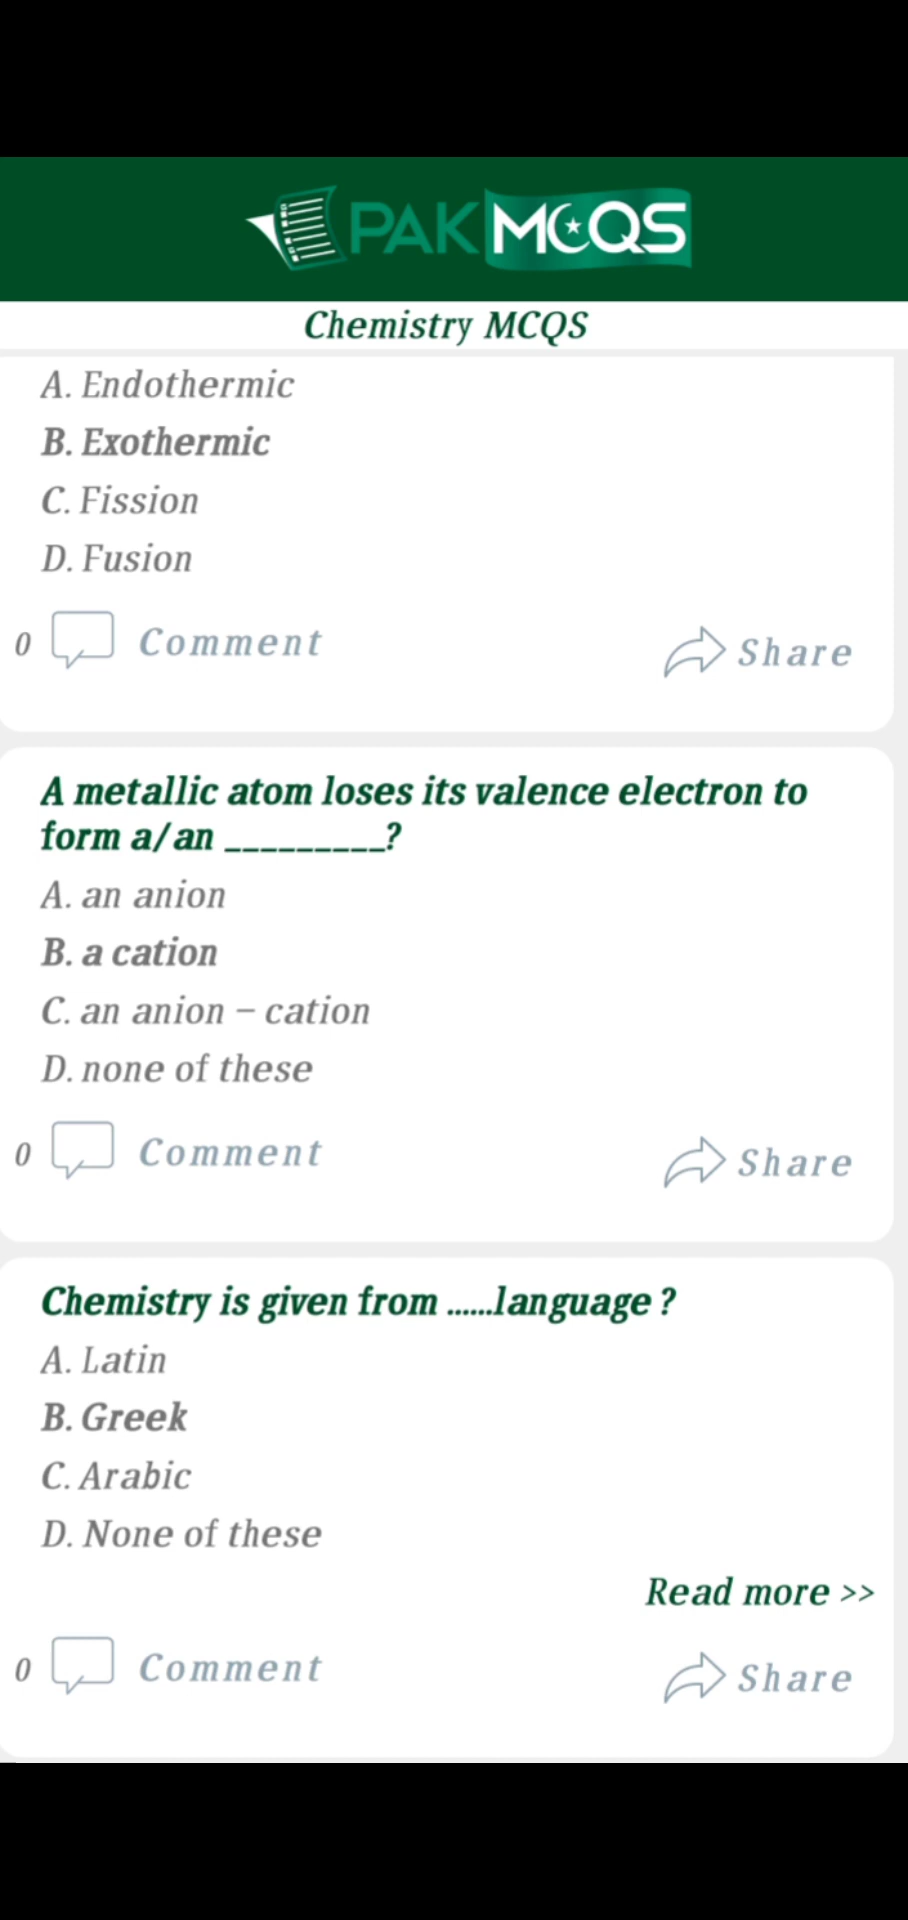 PAK MCQS
Chemistry MCQS
A. Endothermic
B. Exothermic
C. Fission
D. Fusion
0 Comment Share
A metallic atom loses its valence electron to
form a/an _________?
A. an anion
B. a cation
C. an anion – cation
D. none of these
0 Comment Share
Chemistry is given from ......language ?
A. Latin
B. Greek
C. Arabic
D. None of these
Read more >>
0 Comment Share